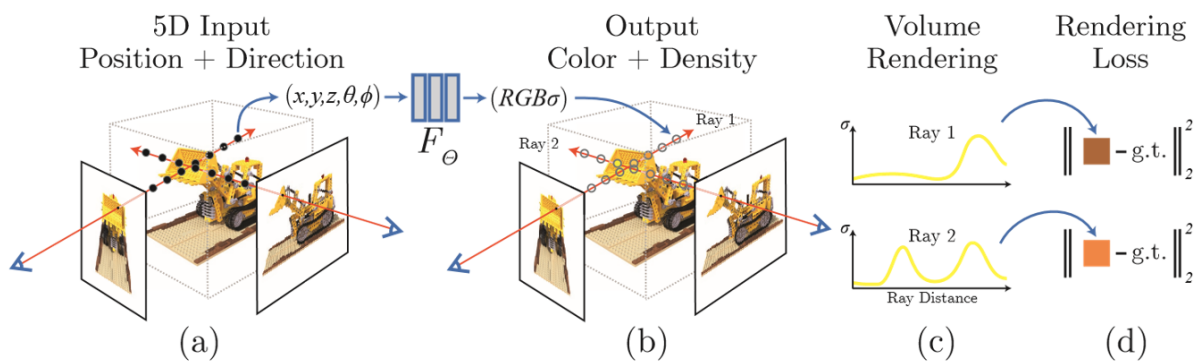 5D Input
Position + Direction
Output
Color + Density
Volume
Rendering
Rendering
Loss
(x,y,z,θ,ϕ)
F_Θ
(RGBσ)
Ray 1
Ray 2
σ
Ray 1
‖ - g.t. ‖²₂
σ
Ray 2
Ray Distance
‖ - g.t. ‖²₂
(a)
(b)
(c)
(d)